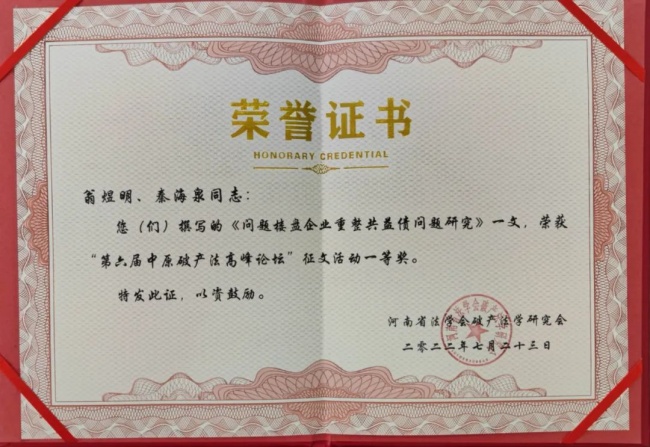 荣誉证书
HONORARY CREDENTIAL
翁煜明、秦海泉同志：
您（们）撰写的《问题楼盘企业重整共益债问题研究》一文，荣获
“第六届中原破产法高峰论坛”征文活动一等奖。
特发此证，以资鼓励。
河南省法学会破产法学研究会
二零二二年七月二十三日